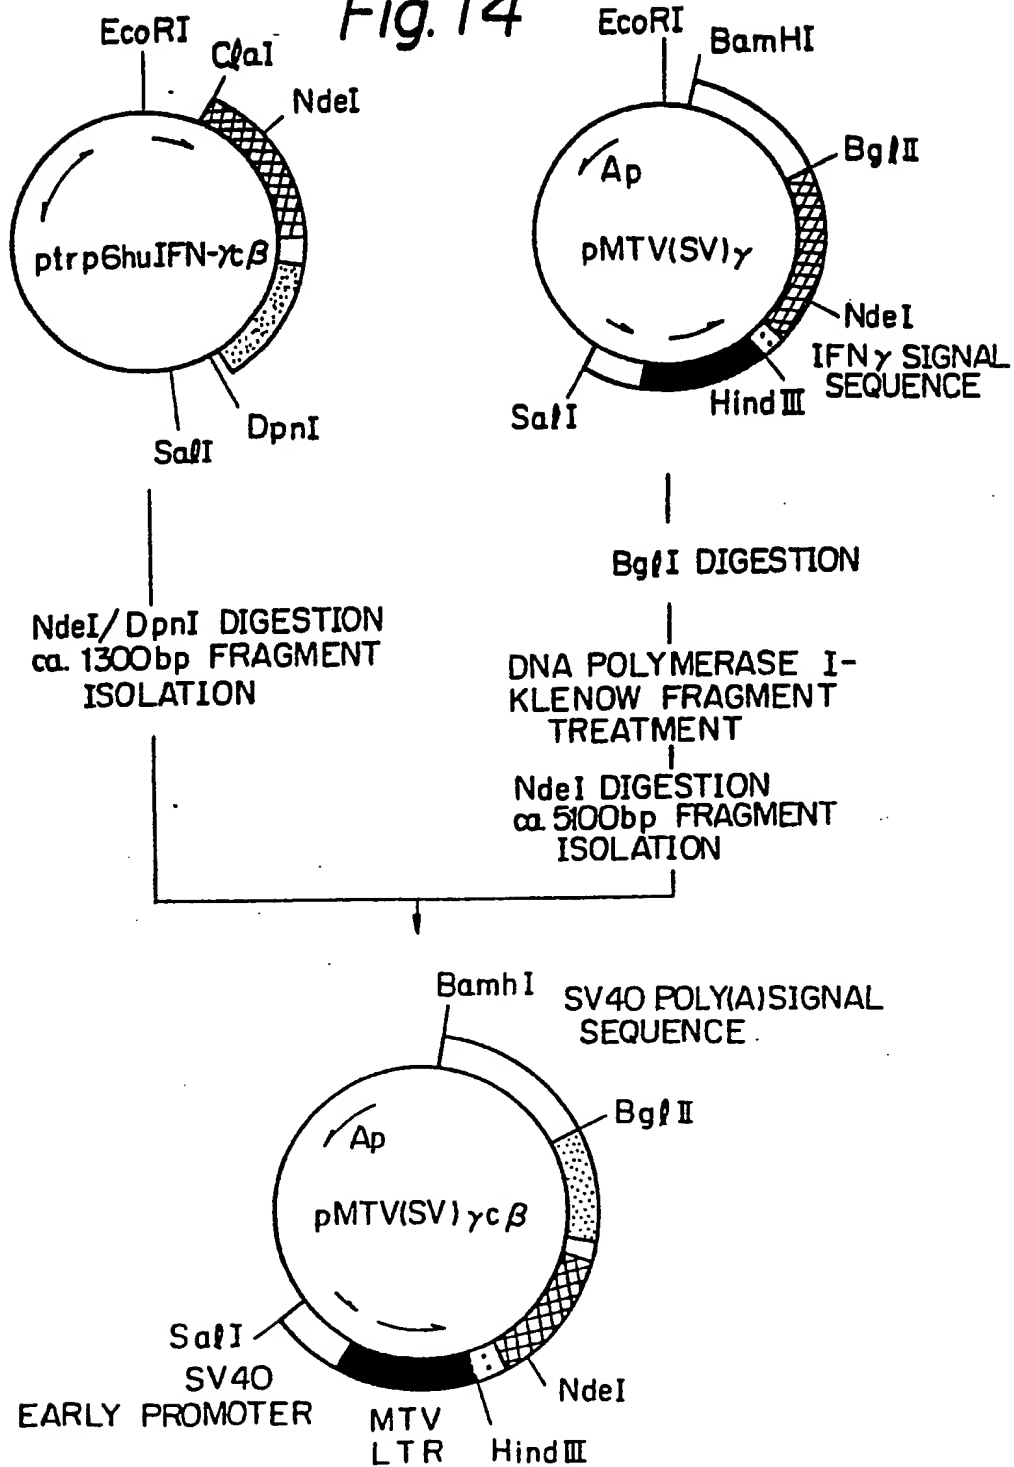 Fig. 14
EcoRI
ClaI
NdeI
ptrp6huIFN-γcβ
DpnI
SalI
EcoRI
BamHI
BglII
Ap
pMTV(SV)γ
NdeI
IFNγ SIGNAL
SEQUENCE
HindIII
SalI
NdeI/DpnI DIGESTION
ca. 1300bp FRAGMENT
ISOLATION
BglI DIGESTION
DNA POLYMERASE I-
KLENOW FRAGMENT
TREATMENT
NdeI DIGESTION
ca. 5100bp FRAGMENT
ISOLATION
BamhI
SV40 POLY(A)SIGNAL
SEQUENCE
BglII
Ap
pMTV(SV)γcβ
SalI
SV40
EARLY PROMOTER
MTV
LTR
HindIII
NdeI